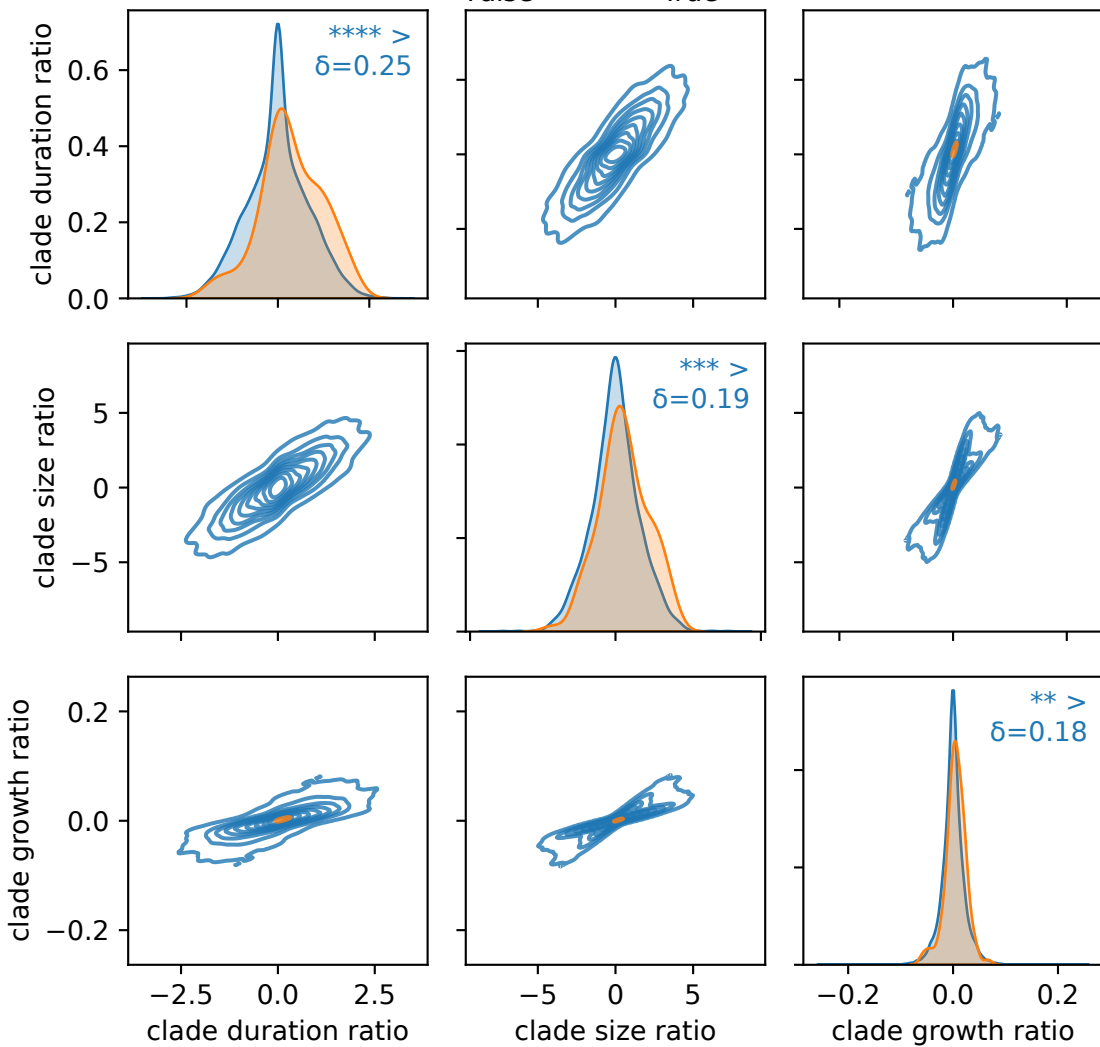 clade duration ratio
0.6
0.4
0.2
0.0
**** >
δ=0.25
clade size ratio
5
0
−5
*** >
δ=0.19
clade growth ratio
0.2
0.0
−0.2
** >
δ=0.18
−2.5 0.0 2.5
−5 0 5
−0.2 0.0 0.2
clade duration ratio
clade size ratio
clade growth ratio